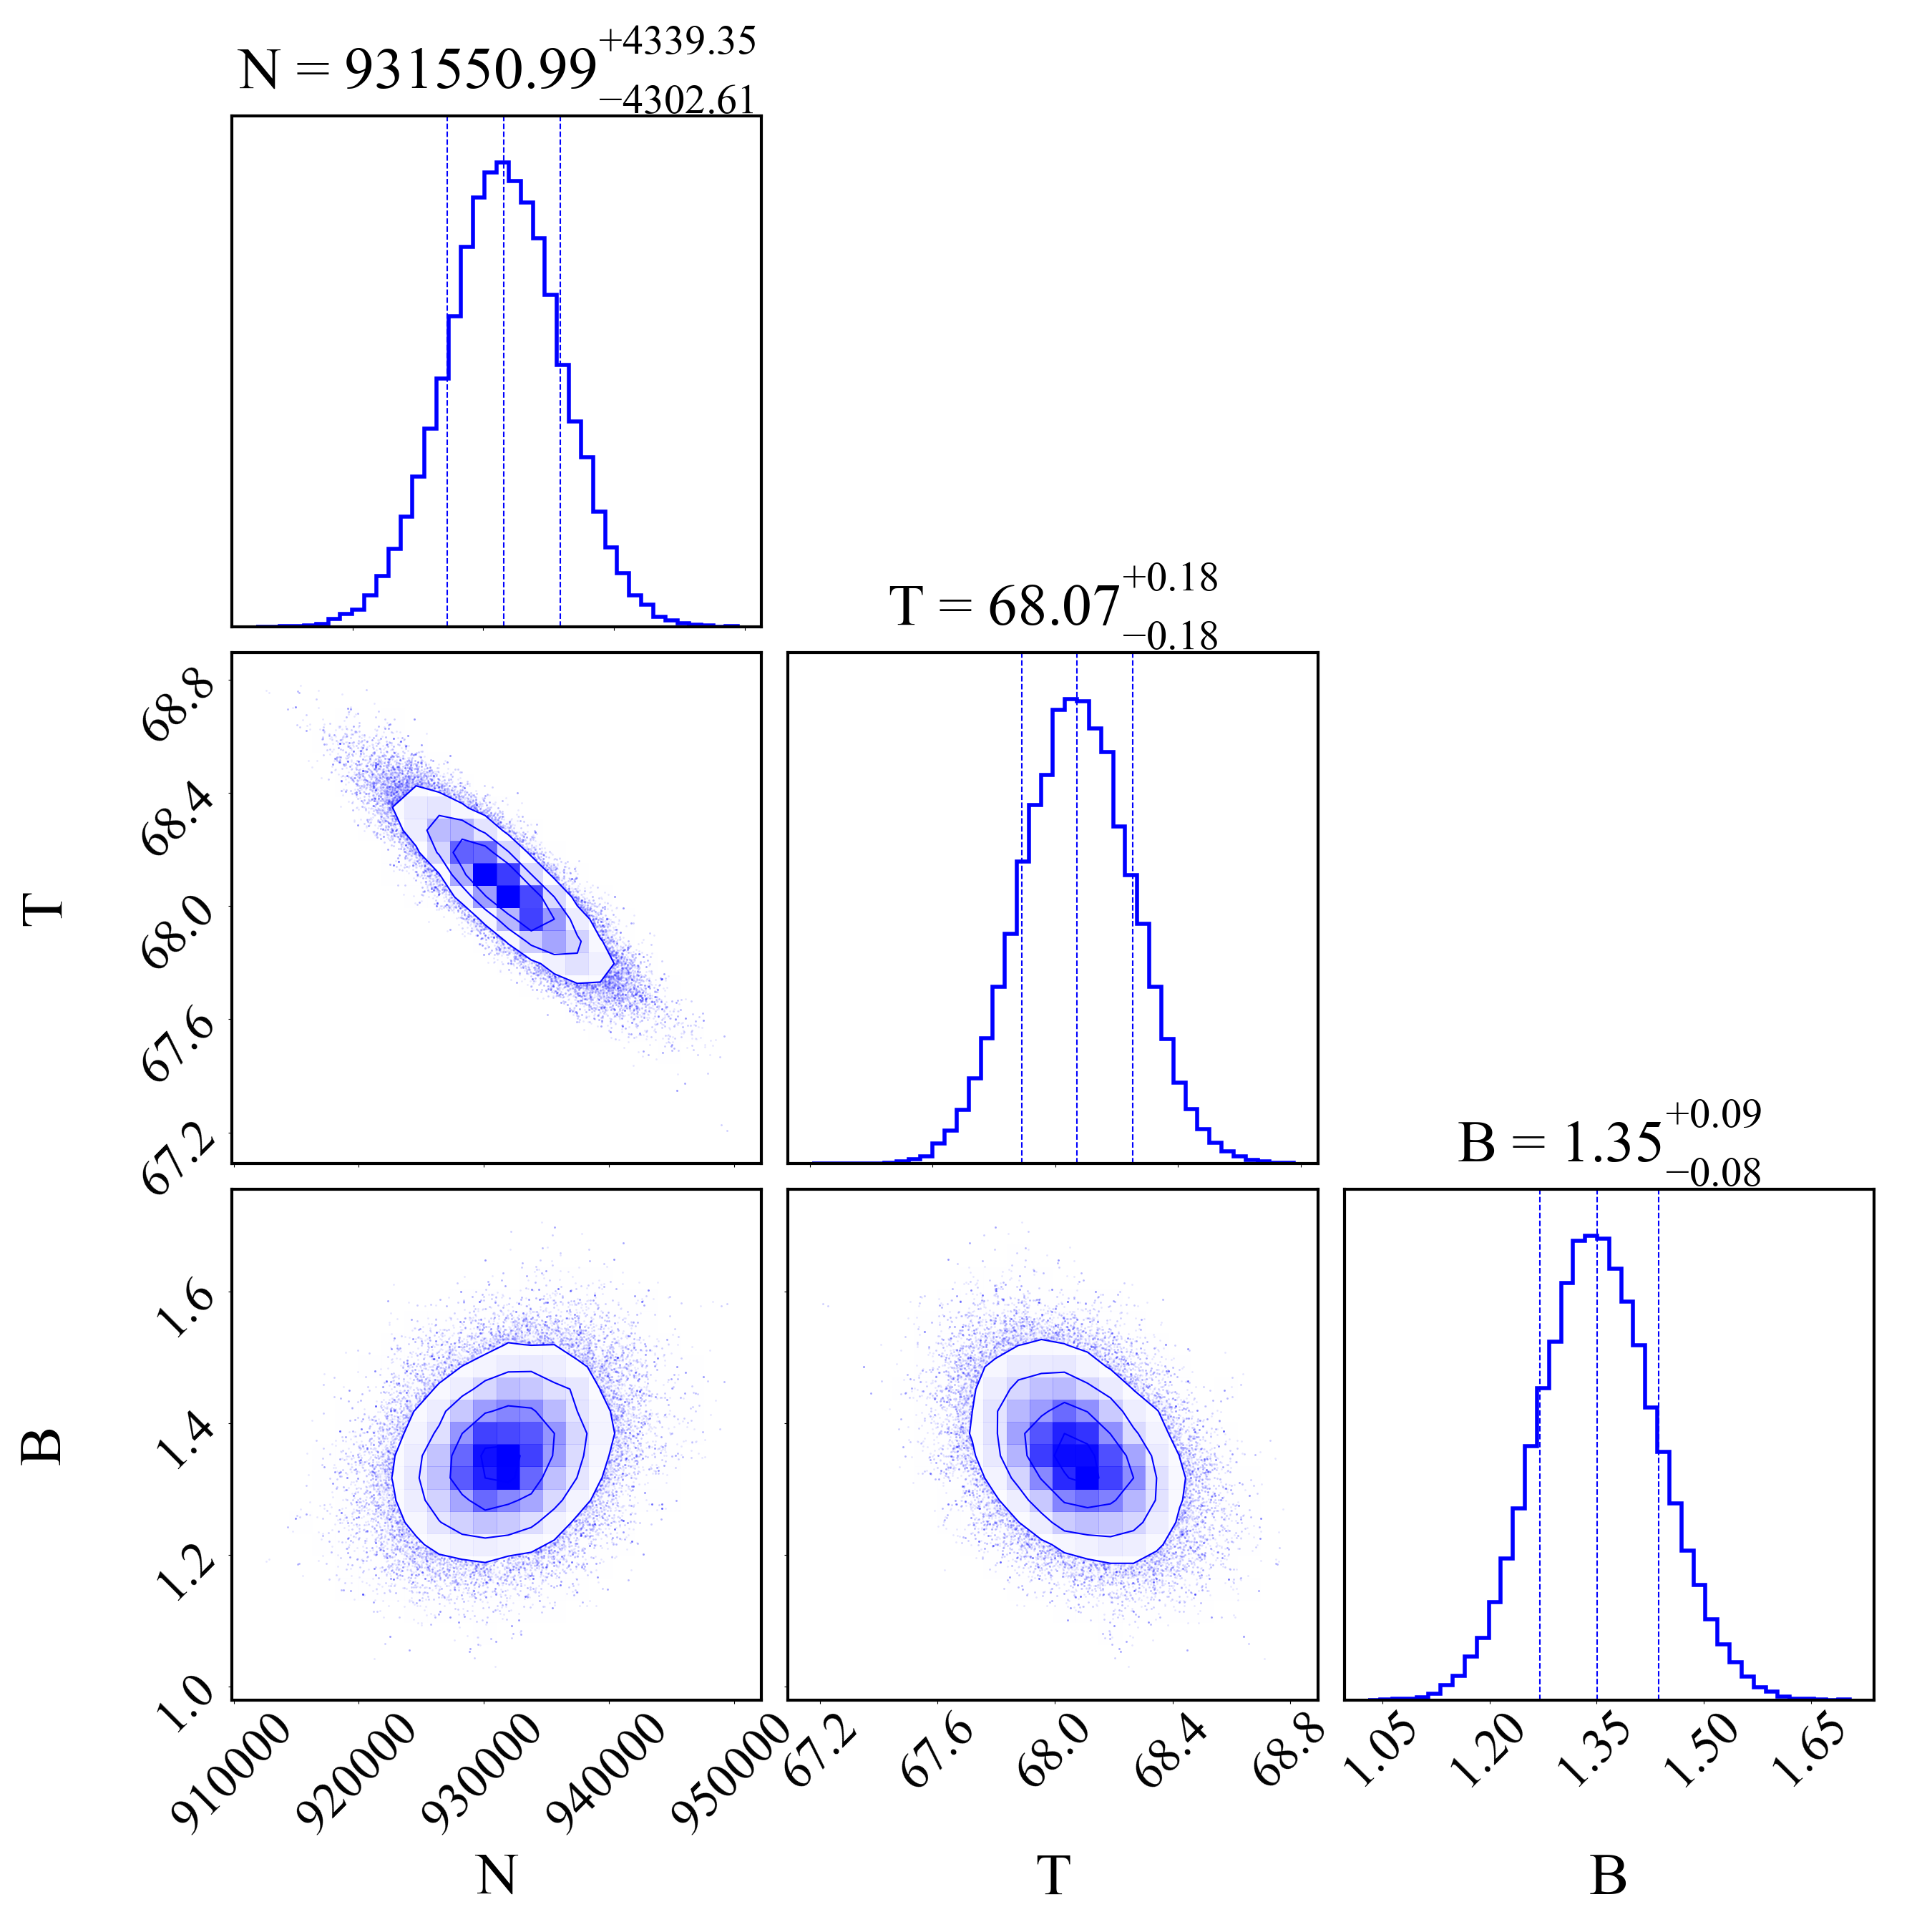 N = 931550.99 +4339.35 −4302.61
T = 68.07 +0.18 −0.18
68.8
68.4
68.0
67.6
67.2
T
B = 1.35 +0.09 −0.08
1.6
1.4
1.2
1.0
B
910000 920000 930000 940000 950000
67.2 67.6 68.0 68.4 68.8
1.05 1.20 1.35 1.50 1.65
N T B